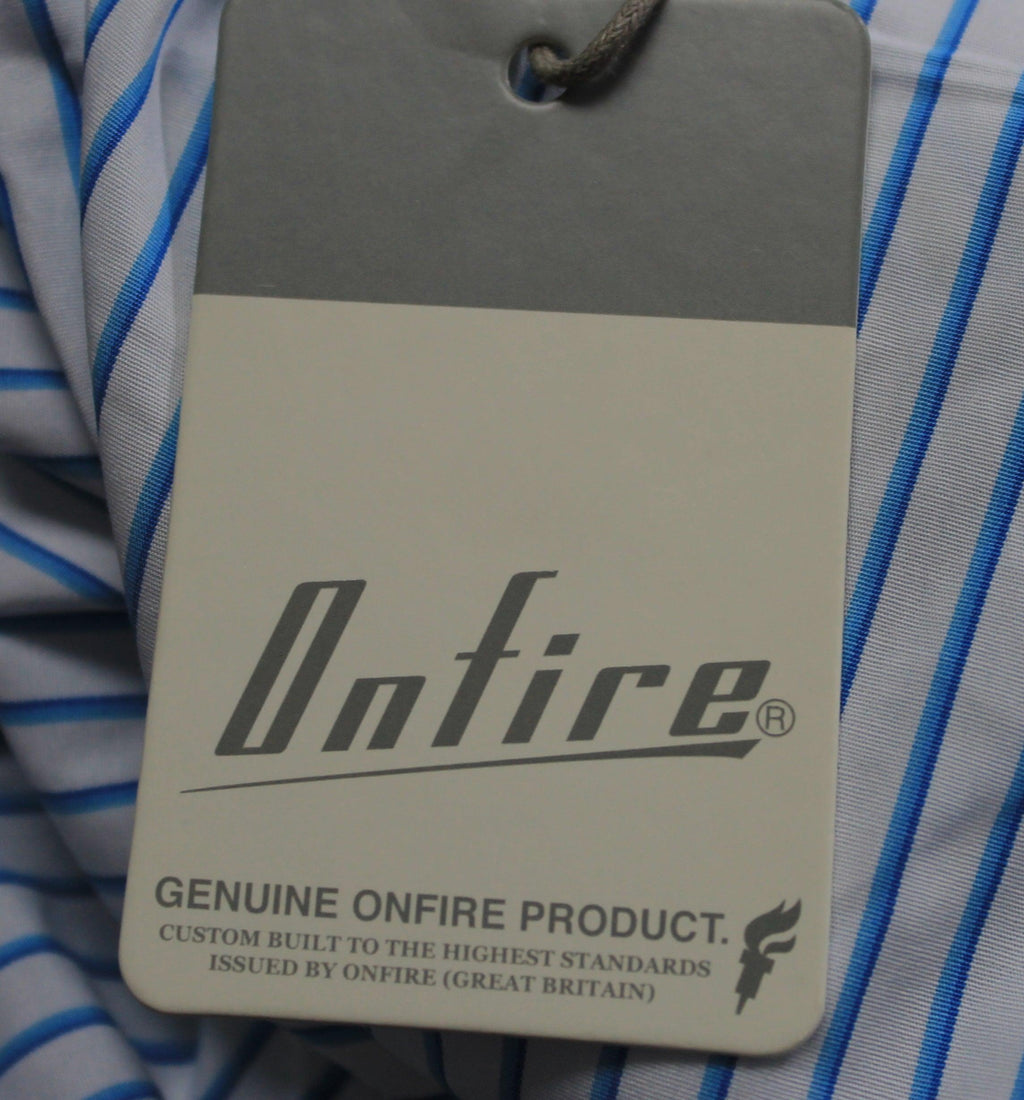 Onfire®
GENUINE ONFIRE PRODUCT.
CUSTOM BUILT TO THE HIGHEST STANDARDS
ISSUED BY ONFIRE (GREAT BRITAIN)